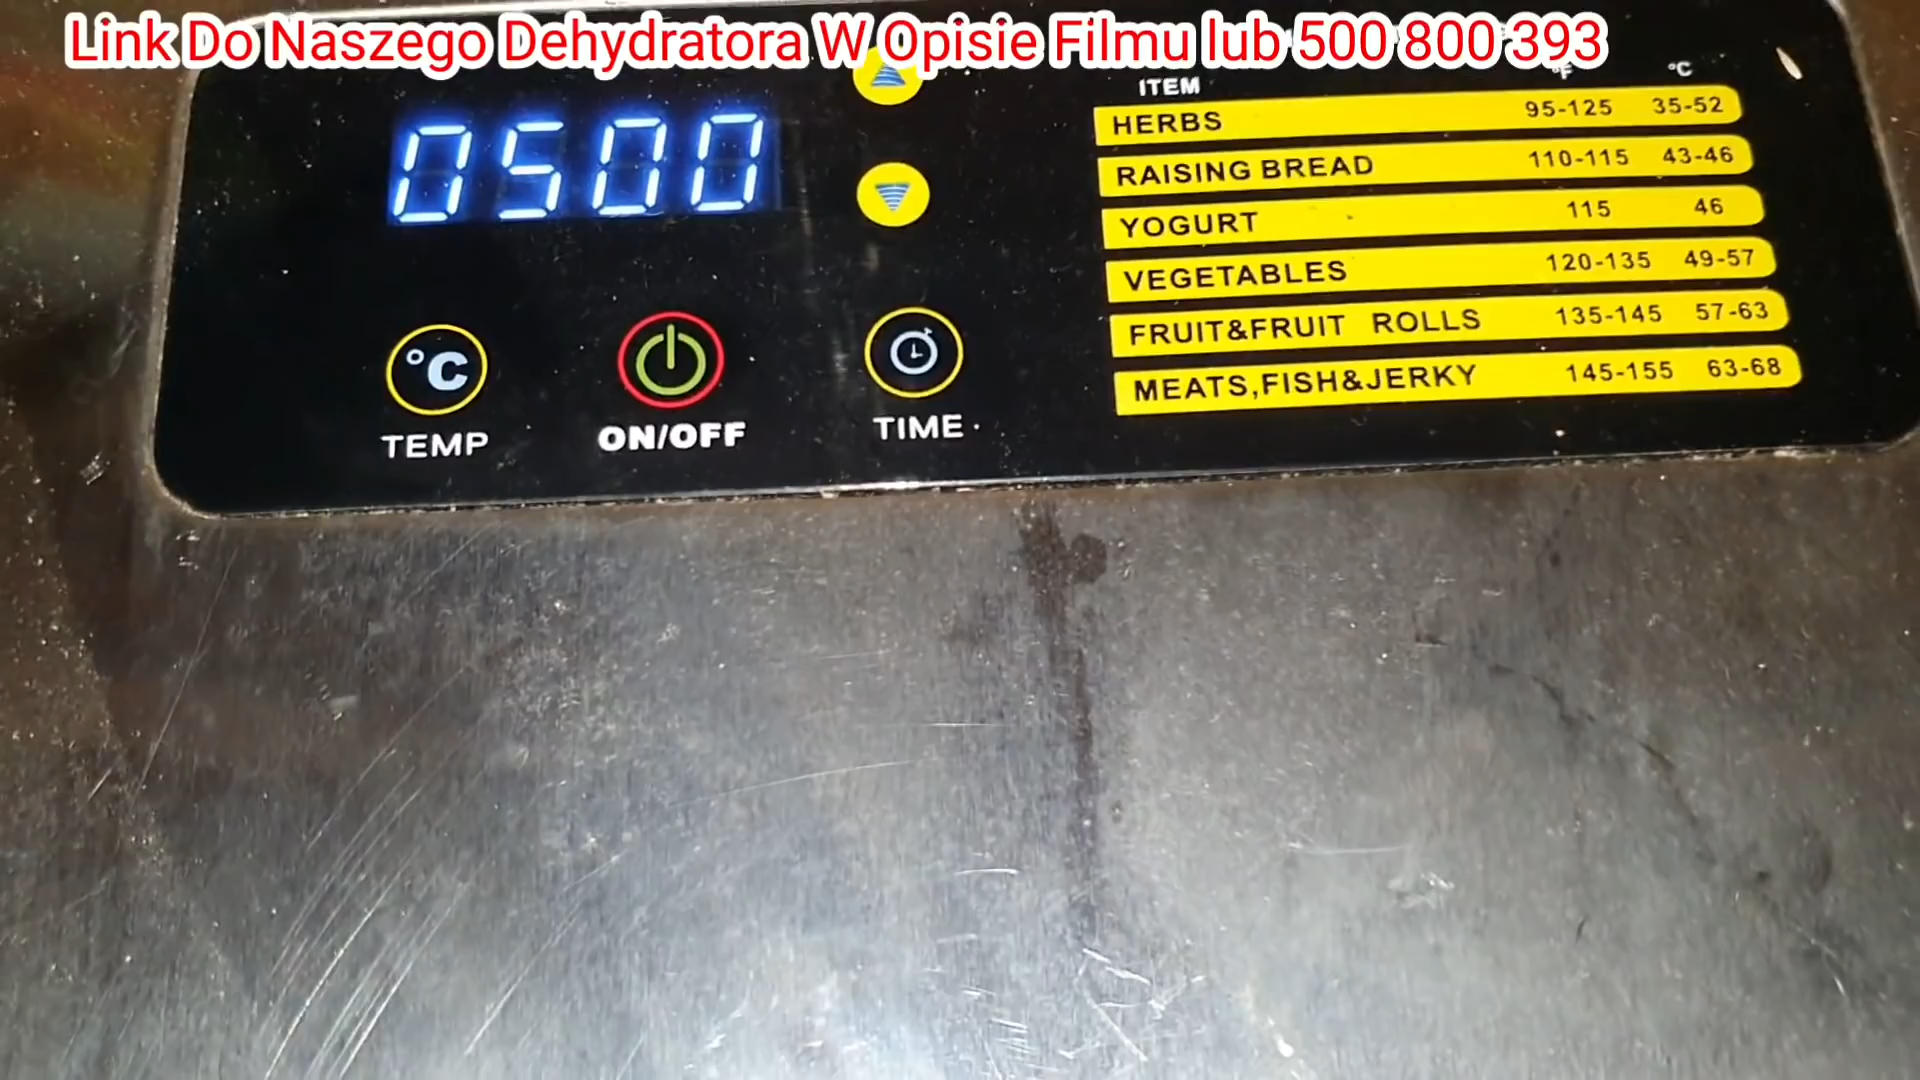 Link Do Naszego Dehydratora W Opisie Filmu lub 500 800 393
ITEM °F °C
0500
HERBS 95-125 35-52
RAISING BREAD 110-115 43-46
YOGURT 115 46
VEGETABLES 120-135 49-57
FRUIT&FRUIT ROLLS 135-145 57-63
MEATS,FISH&JERKY 145-155 63-68
°C
TEMP
ON/OFF
TIME